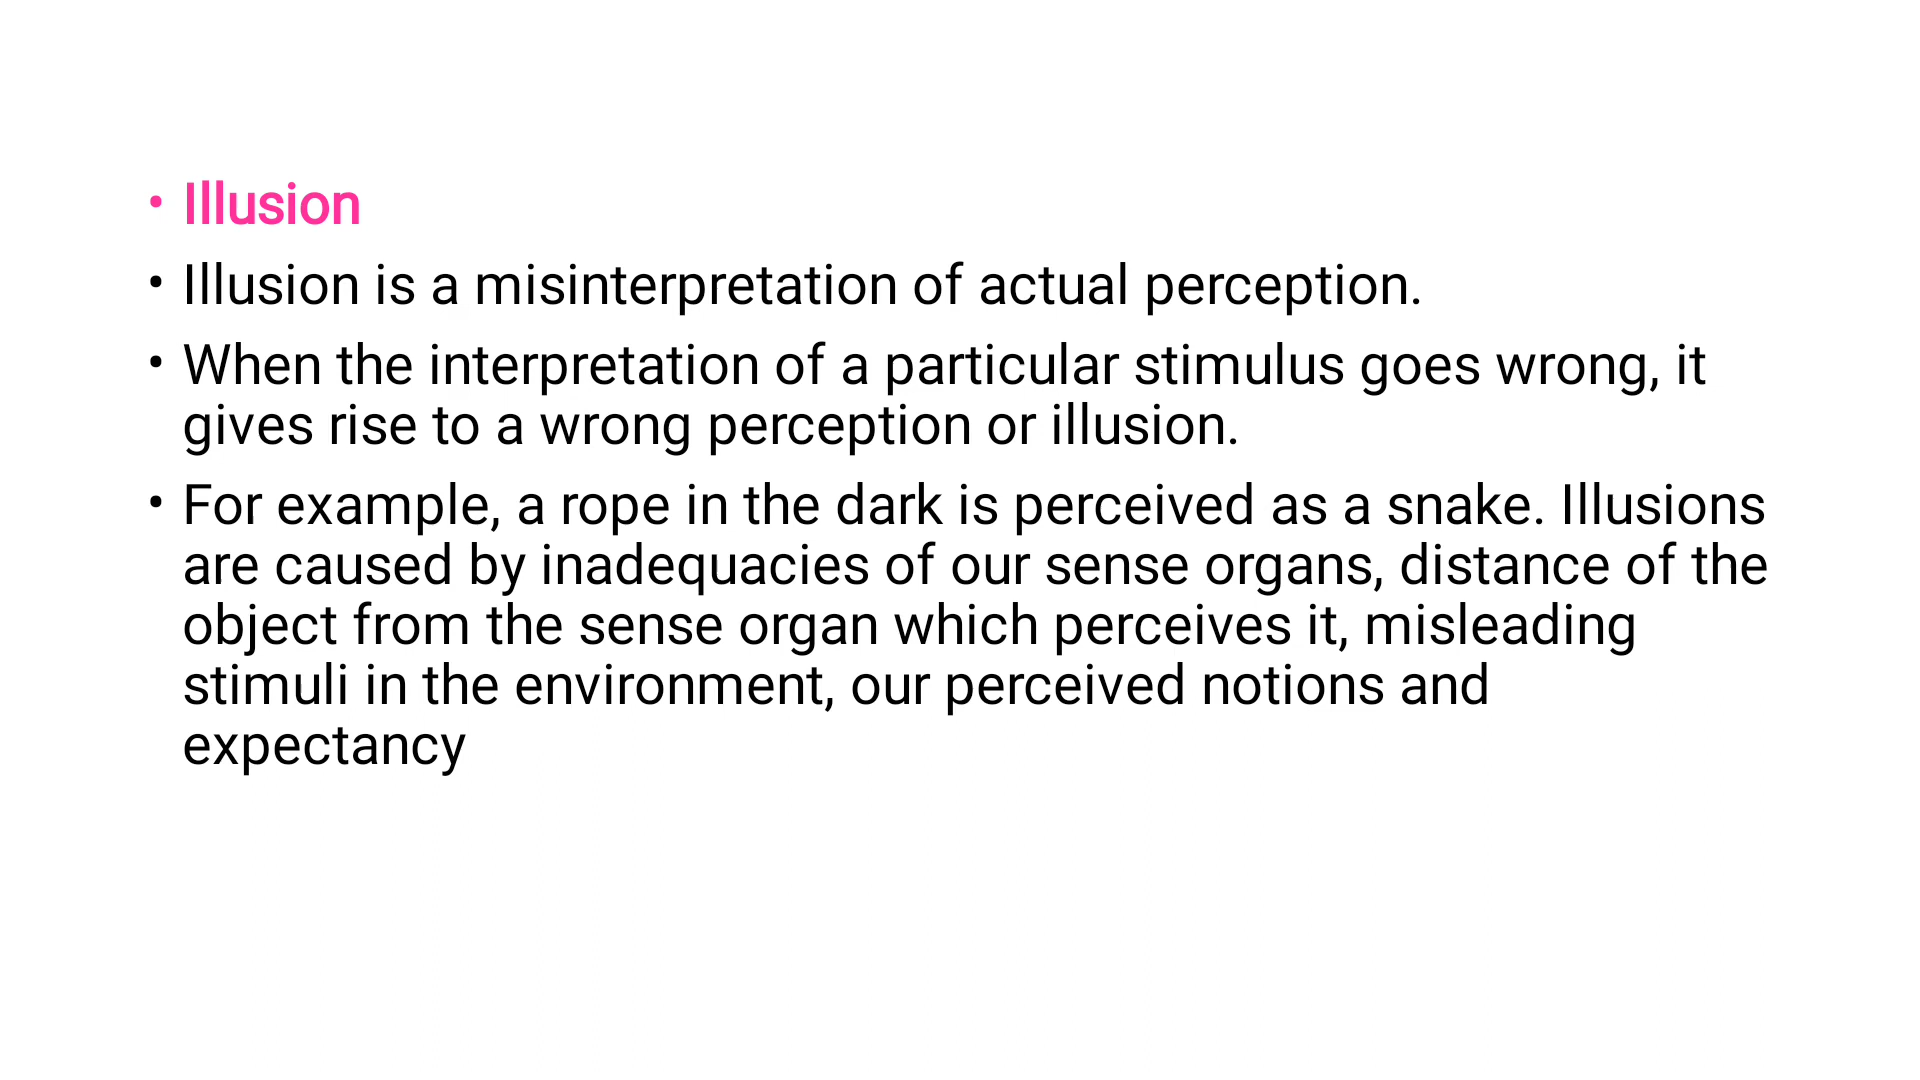 • Illusion
• Illusion is a misinterpretation of actual perception.
• When the interpretation of a particular stimulus goes wrong, it
gives rise to a wrong perception or illusion.
• For example, a rope in the dark is perceived as a snake. Illusions
are caused by inadequacies of our sense organs, distance of the
object from the sense organ which perceives it, misleading
stimuli in the environment, our perceived notions and
expectancy